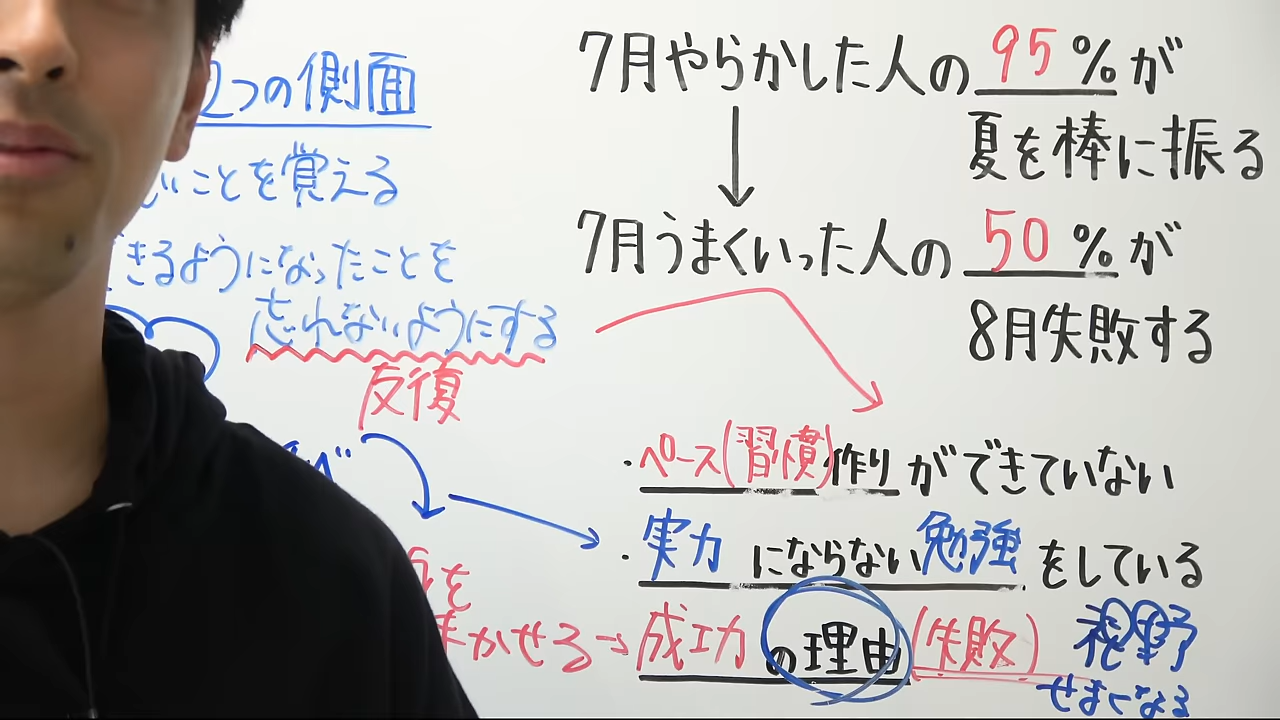 2つの側面
いことを覚える
きるようになったことを
忘れないようにする
反復
を
かせる→
7月やらかした人の95%が
夏を棒に振る
7月うまくいった人の50%が
8月失敗する
・ペース(習慣)作りができていない
・実力にならない勉強をしている
成功の理由(失敗)
視野
せまくなる